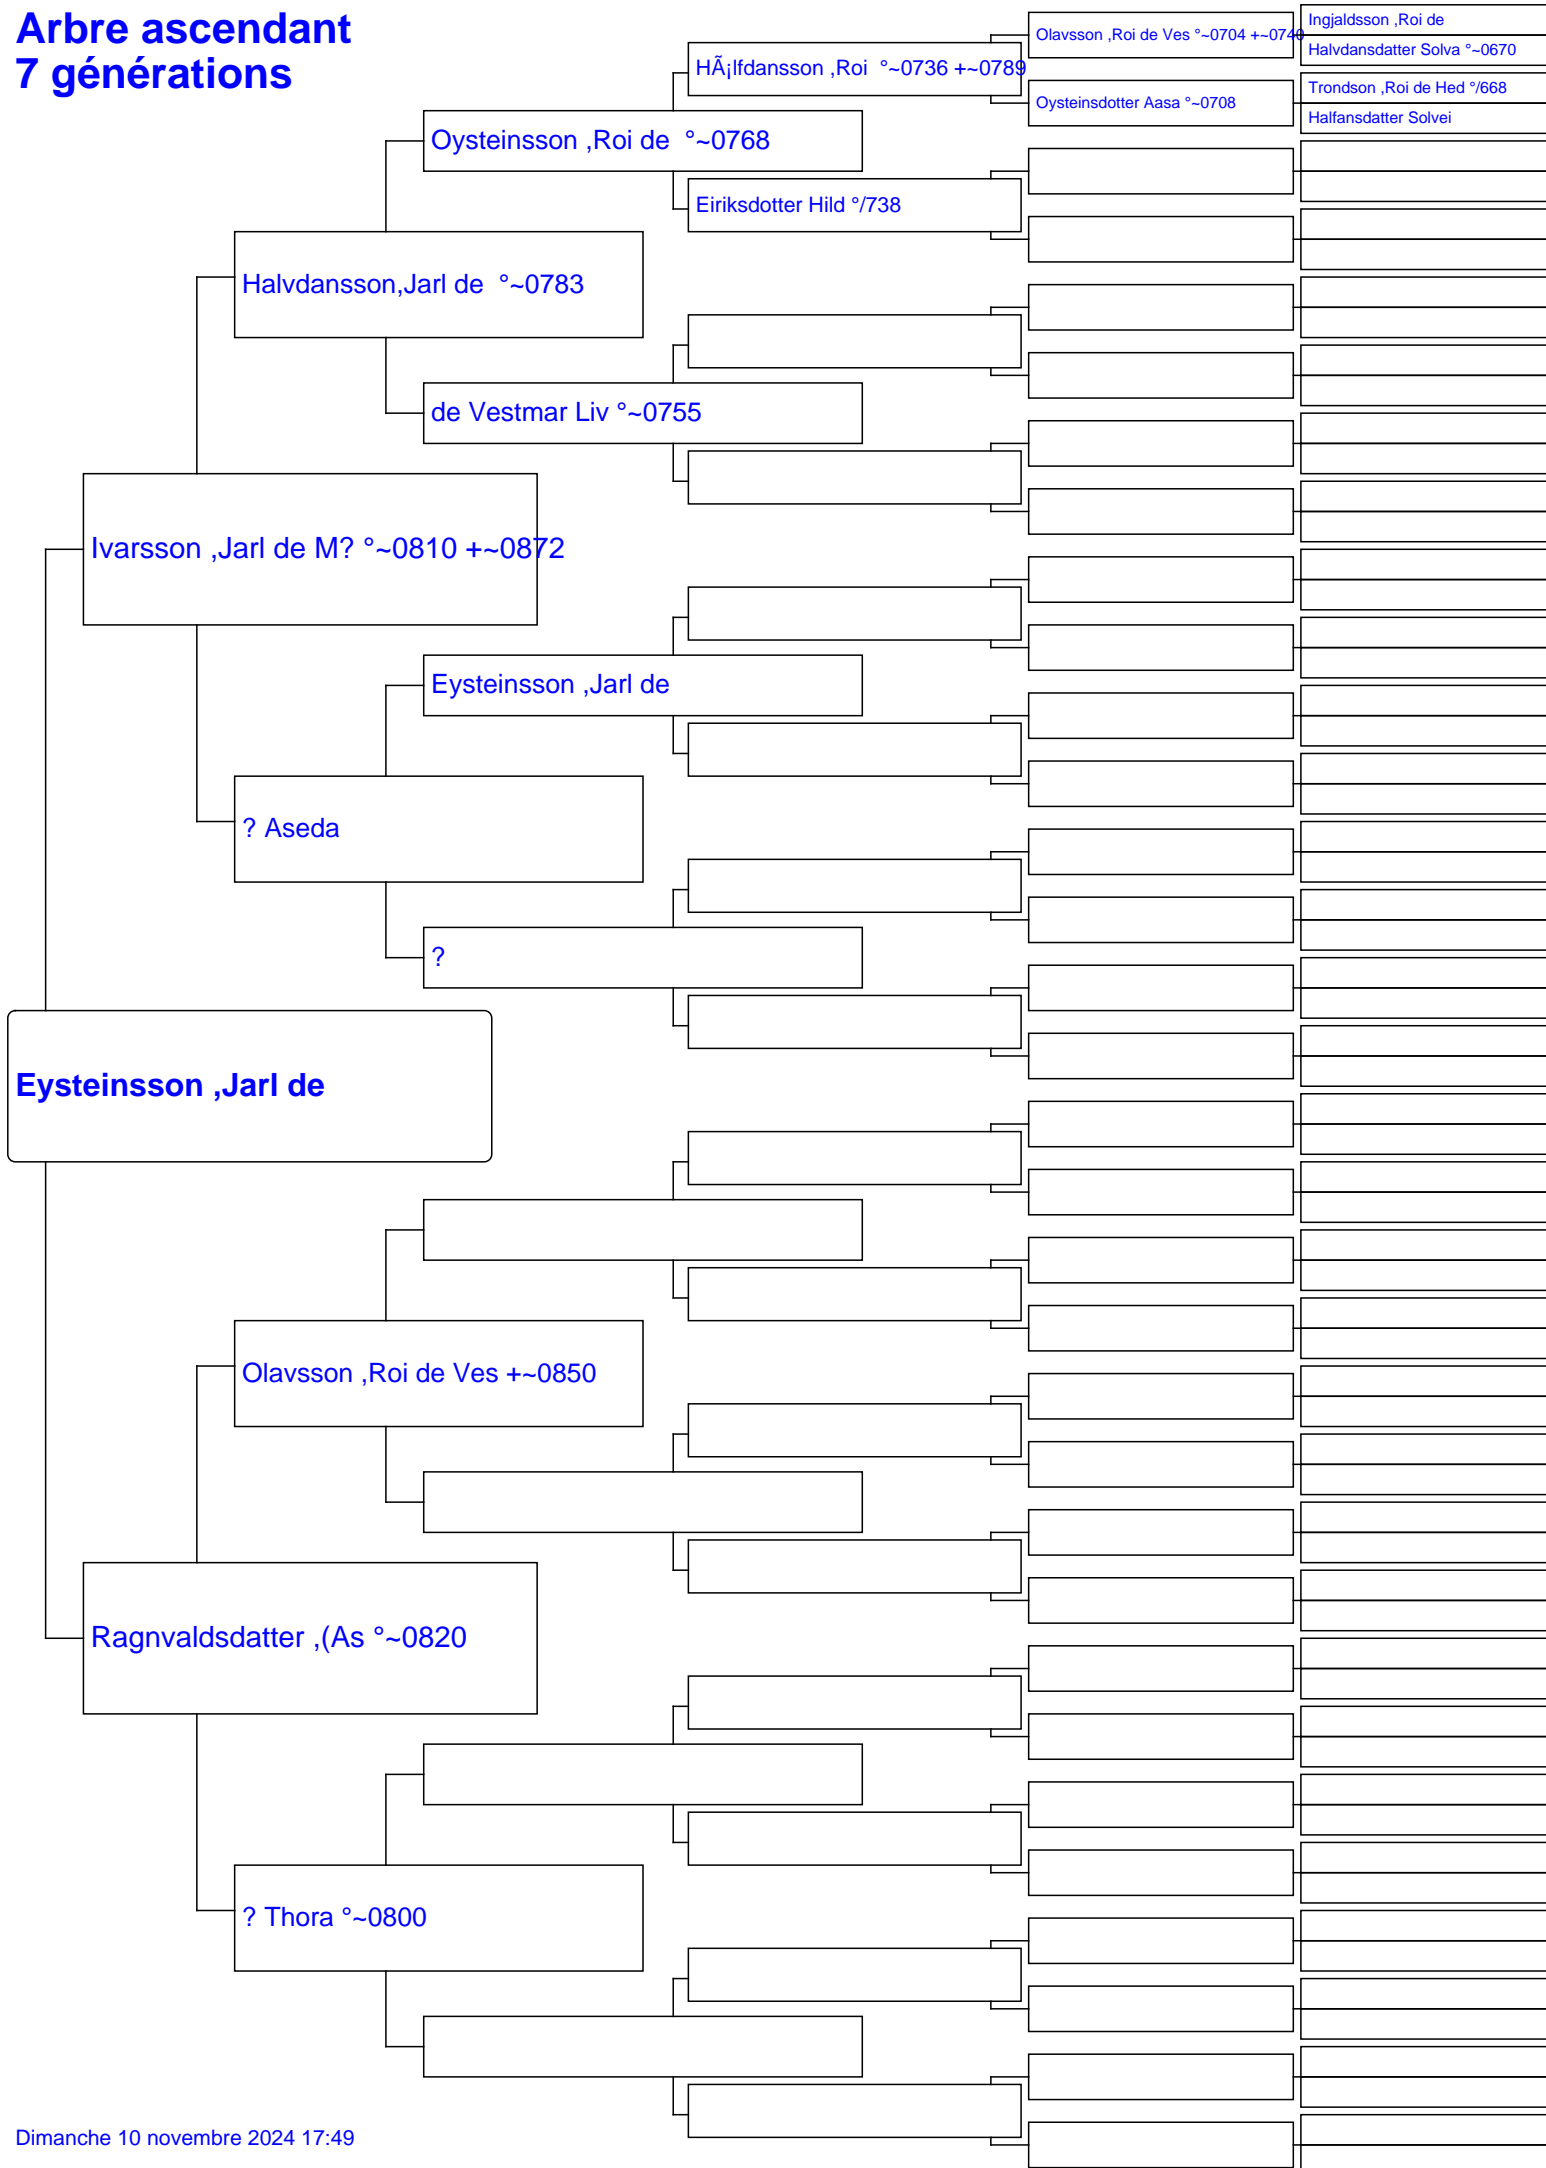 Arbre ascendant
7 générations
Olavsson ,Roi de Ves °~0704 +~0740
Ingjaldsson ,Roi de
Halvdansdatter Solva °~0670
HÃ¡lfdansson ,Roi  °~0736 +~0789
Oysteinsdotter Aasa °~0708
Trondson ,Roi de Hed °/668
Halfansdatter Solvei
Oysteinsson ,Roi de  °~0768
Eiriksdotter Hild °/738
Halvdansson,Jarl de  °~0783
de Vestmar Liv °~0755
Ivarsson ,Jarl de M? °~0810 +~0872
Eysteinsson ,Jarl de
? Aseda
?
Eysteinsson ,Jarl de
Olavsson ,Roi de Ves +~0850
Ragnvaldsdatter ,(As °~0820
? Thora °~0800
Dimanche 10 novembre 2024 17:49